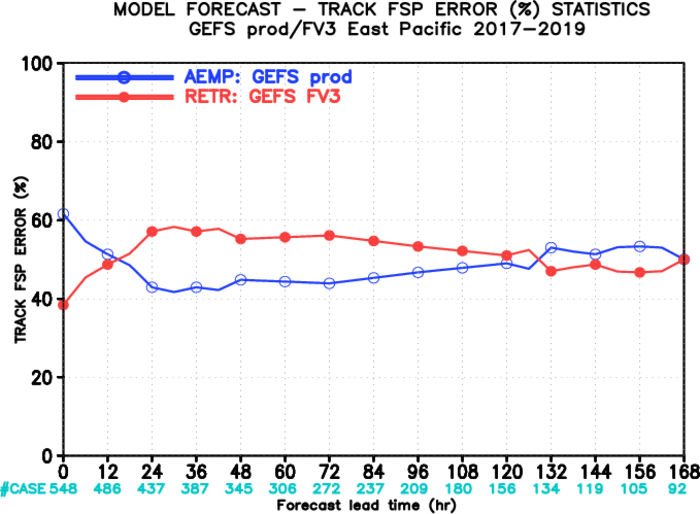 MODEL FORECAST – TRACK FSP ERROR (%) STATISTICS
GEFS prod/FV3 East Pacific 2017–2019
AEMP: GEFS prod
RETR: GEFS FV3
TRACK FSP ERROR (%)
100
80
60
40
20
0
0 12 24 36 48 60 72 84 96 108 120 132 144 156 168
#CASE 548 486 437 387 345 306 272 237 209 180 156 134 119 105 92
Forecast lead time (hr)